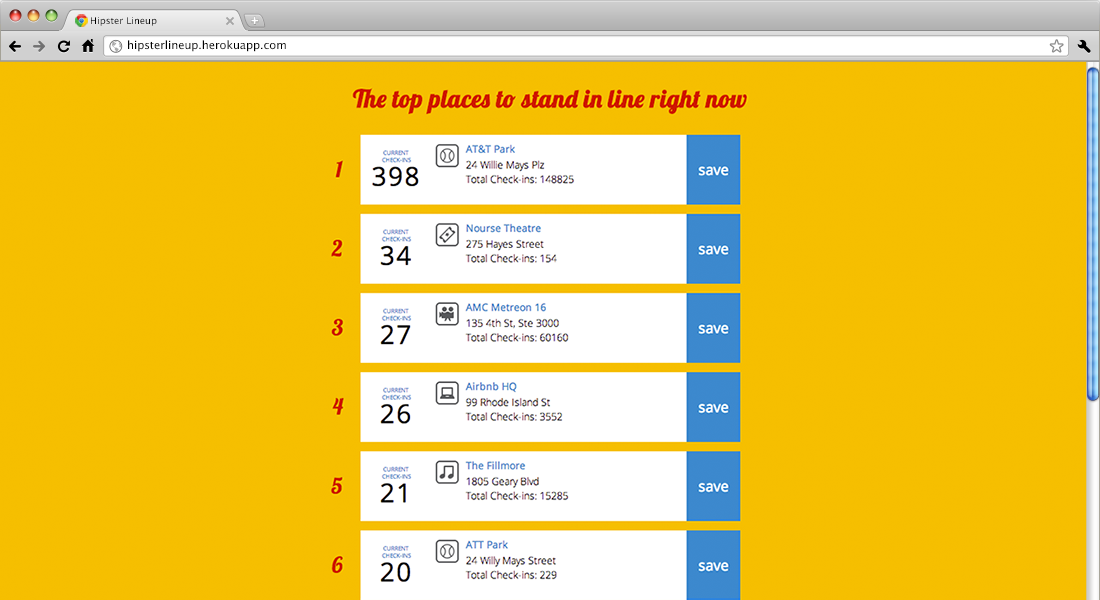 Hipster Lineup
hipsterlineup.herokuapp.com
The top places to stand in line right now
1
CURRENT
CHECK-INS
398
AT&T Park
24 Willie Mays Plz
Total Check-ins: 148825
save
2
CURRENT
CHECK-INS
34
Nourse Theatre
275 Hayes Street
Total Check-ins: 154
save
3
CURRENT
CHECK-INS
27
AMC Metreon 16
135 4th St, Ste 3000
Total Check-ins: 60160
save
4
CURRENT
CHECK-INS
26
Airbnb HQ
99 Rhode Island St
Total Check-ins: 3552
save
5
CURRENT
CHECK-INS
21
The Fillmore
1805 Geary Blvd
Total Check-ins: 15285
save
6
CURRENT
CHECK-INS
20
ATT Park
24 Willy Mays Street
Total Check-ins: 229
save